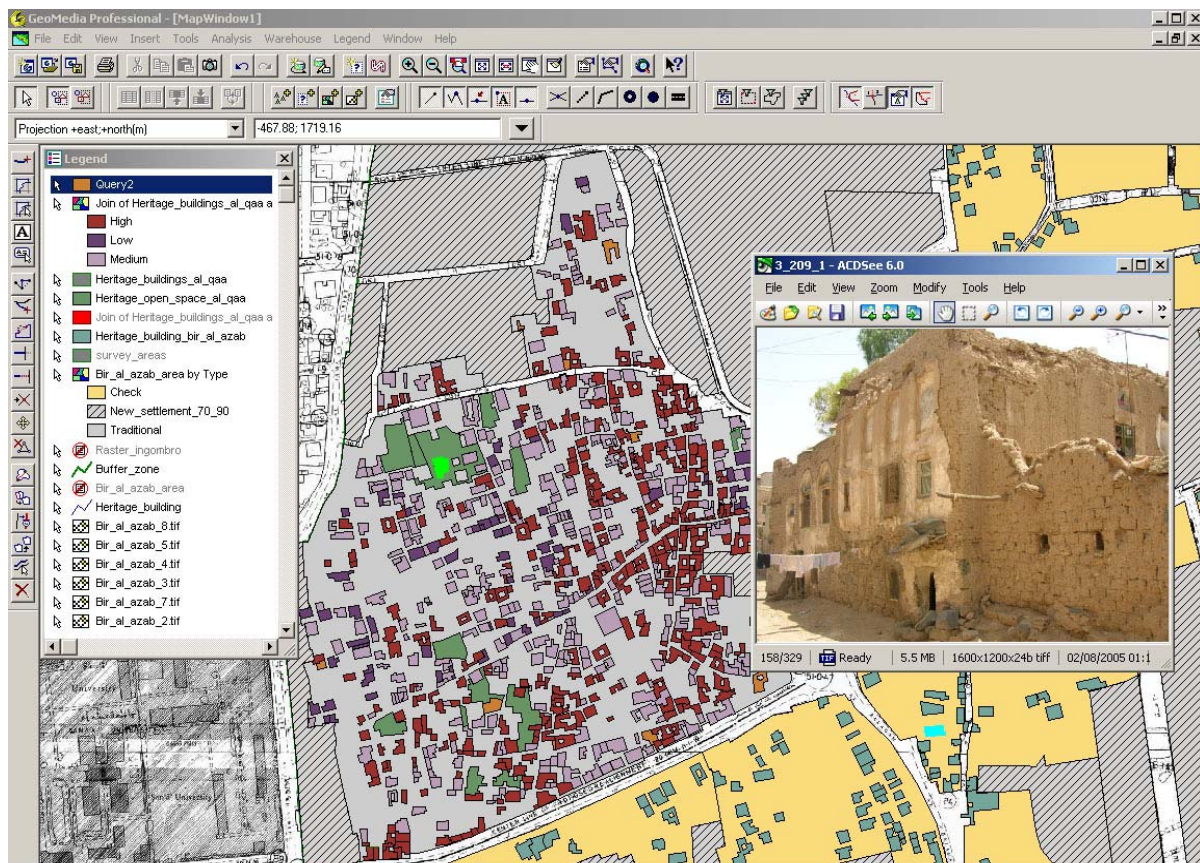 GeoMedia Professional - [MapWindow1]
File Edit View Insert Tools Analysis Warehouse Legend Window Help
Projection +east;+north(m)
-467.88; 1719.16
Legend
Query2
Join of Heritage_buildings_al_qaa a
High
Low
Medium
Heritage_buildings_al_qaa
Heritage_open_space_al_qaa
Join of Heritage_buildings_al_qaa a
Heritage_building_bir_al_azab
survey_areas
Bir_al_azab_area by Type
Check
New_settlement_70_90
Traditional
Raster_ingombro
Buffer_zone
Bir_al_azab_area
Heritage_building
Bir_al_azab_8.tif
Bir_al_azab_5.tif
Bir_al_azab_4.tif
Bir_al_azab_3.tif
Bir_al_azab_7.tif
Bir_al_azab_2.tif
3_209_1 - ACDSee 6.0
File Edit View Zoom Modify Tools Help
158/329 TIF Ready 5.5 MB 1600x1200x24b tiff 02/08/2005 01:1
University
University